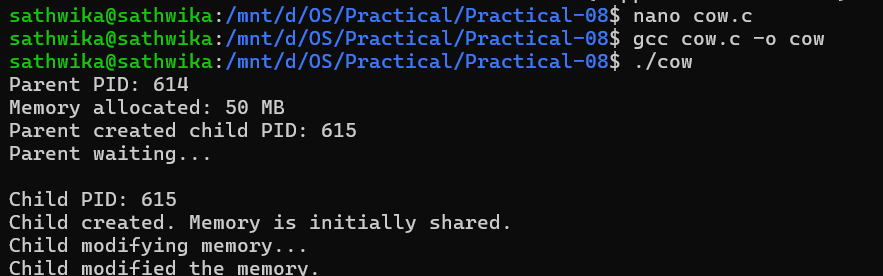 sathwika@sathwika:/mnt/d/OS/Practical/Practical-08$ nano cow.c
sathwika@sathwika:/mnt/d/OS/Practical/Practical-08$ gcc cow.c -o cow
sathwika@sathwika:/mnt/d/OS/Practical/Practical-08$ ./cow
Parent PID: 614
Memory allocated: 50 MB
Parent created child PID: 615
Parent waiting...
Child PID: 615
Child created. Memory is initially shared.
Child modifying memory...
Child modified the memory.